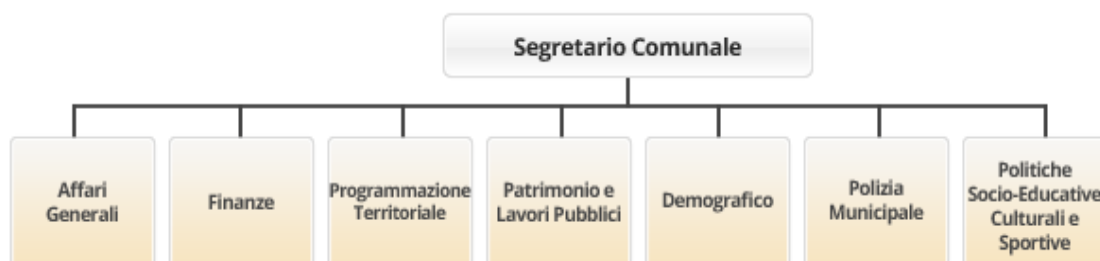 Segretario Comunale
Affari
Generali
Finanze
Programmazione
Territoriale
Patrimonio e
Lavori Pubblici
Demografico
Polizia
Municipale
Politiche
Socio-Educative
Culturali e
Sportive